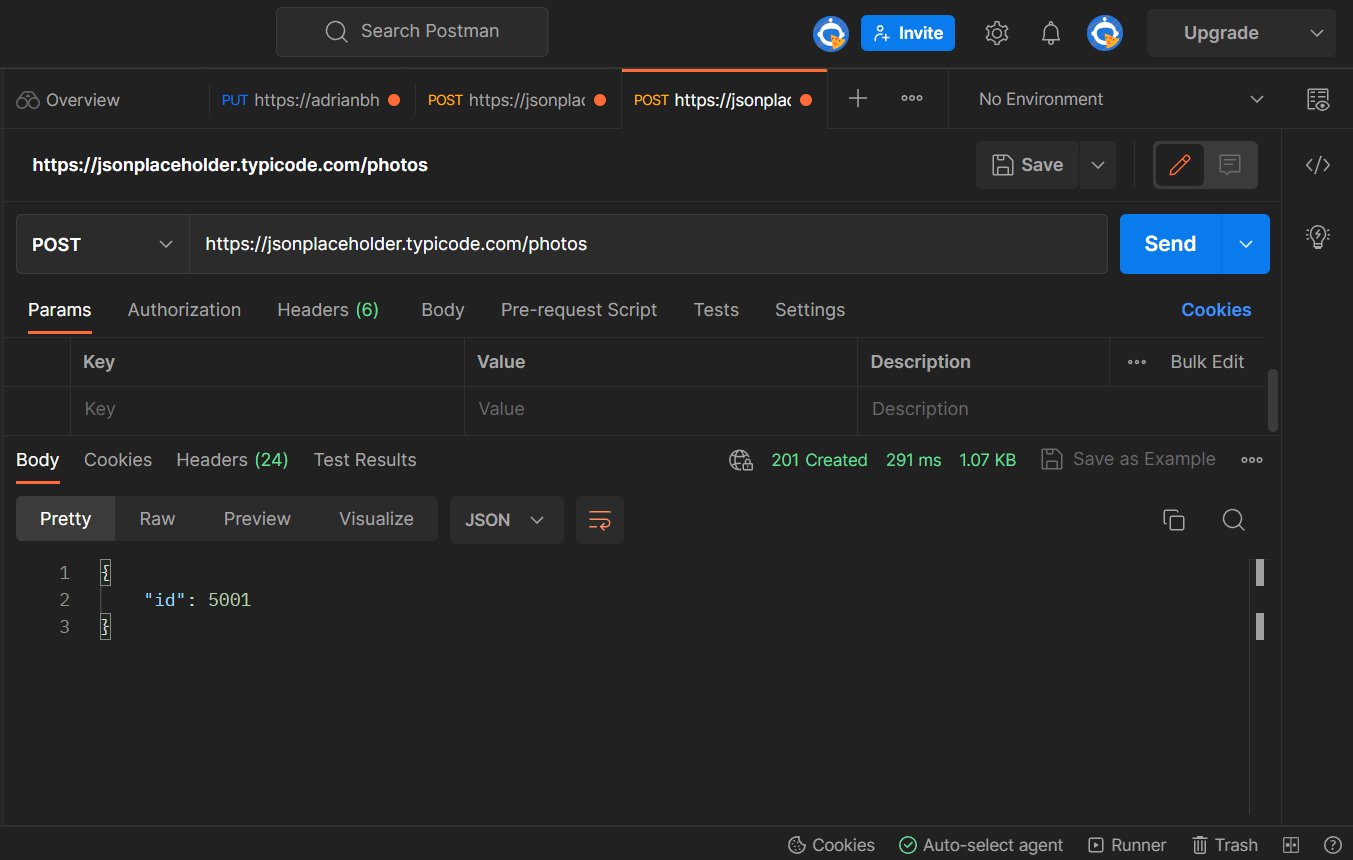 Search Postman
Invite
Upgrade
Overview
PUT https://adrianbh
POST https://jsonplac
POST https://jsonplac
No Environment
https://jsonplaceholder.typicode.com/photos
Save
POST
https://jsonplaceholder.typicode.com/photos
Send
Params Authorization Headers (6) Body Pre-request Script Tests Settings Cookies
Key Value Description Bulk Edit
Key Value Description
Body Cookies Headers (24) Test Results 201 Created 291 ms 1.07 KB Save as Example
Pretty Raw Preview Visualize JSON
1 {
2 "id": 5001
3 }
Cookies Auto-select agent Runner Trash